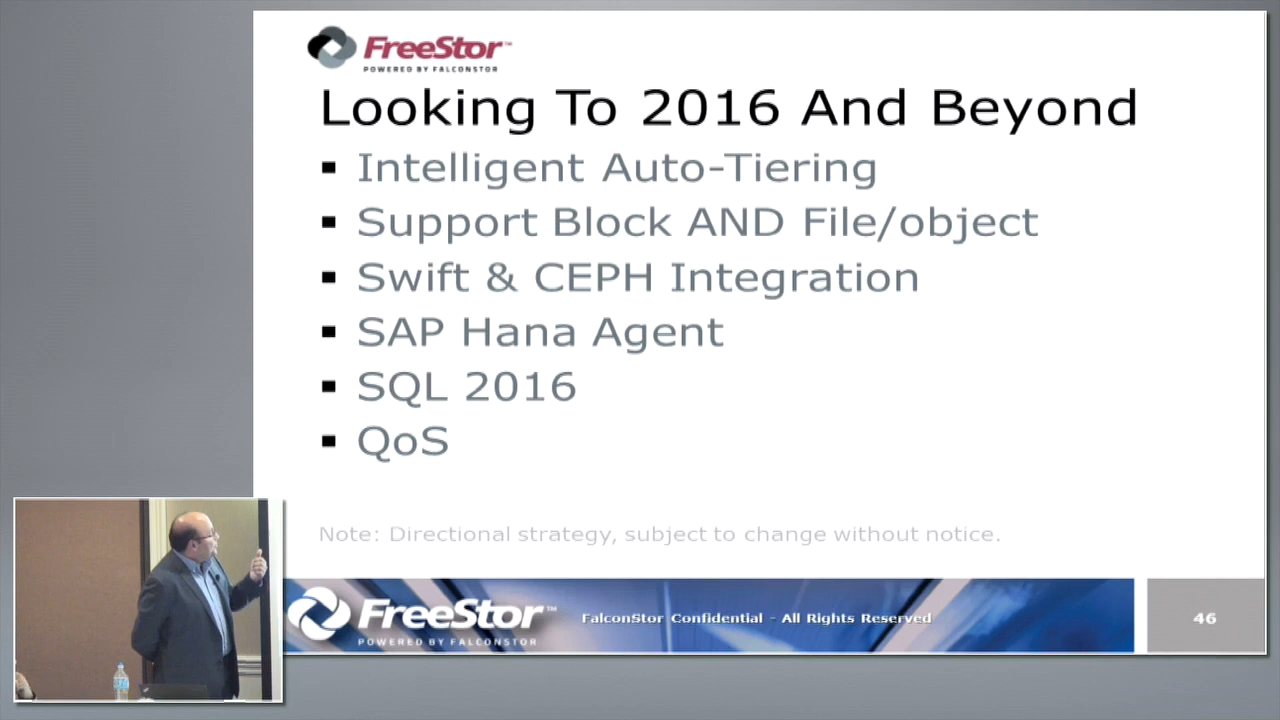 FreeStor™
POWERED BY FALCONSTOR
Looking To 2016 And Beyond
▪ Intelligent Auto-Tiering
▪ Support Block AND File/object
▪ Swift & CEPH Integration
▪ SAP Hana Agent
▪ SQL 2016
▪ QoS
Note: Directional strategy, subject to change without notice.
FreeStor™
POWERED BY FALCONSTOR
FalconStor Confidential - All Rights Reserved
46